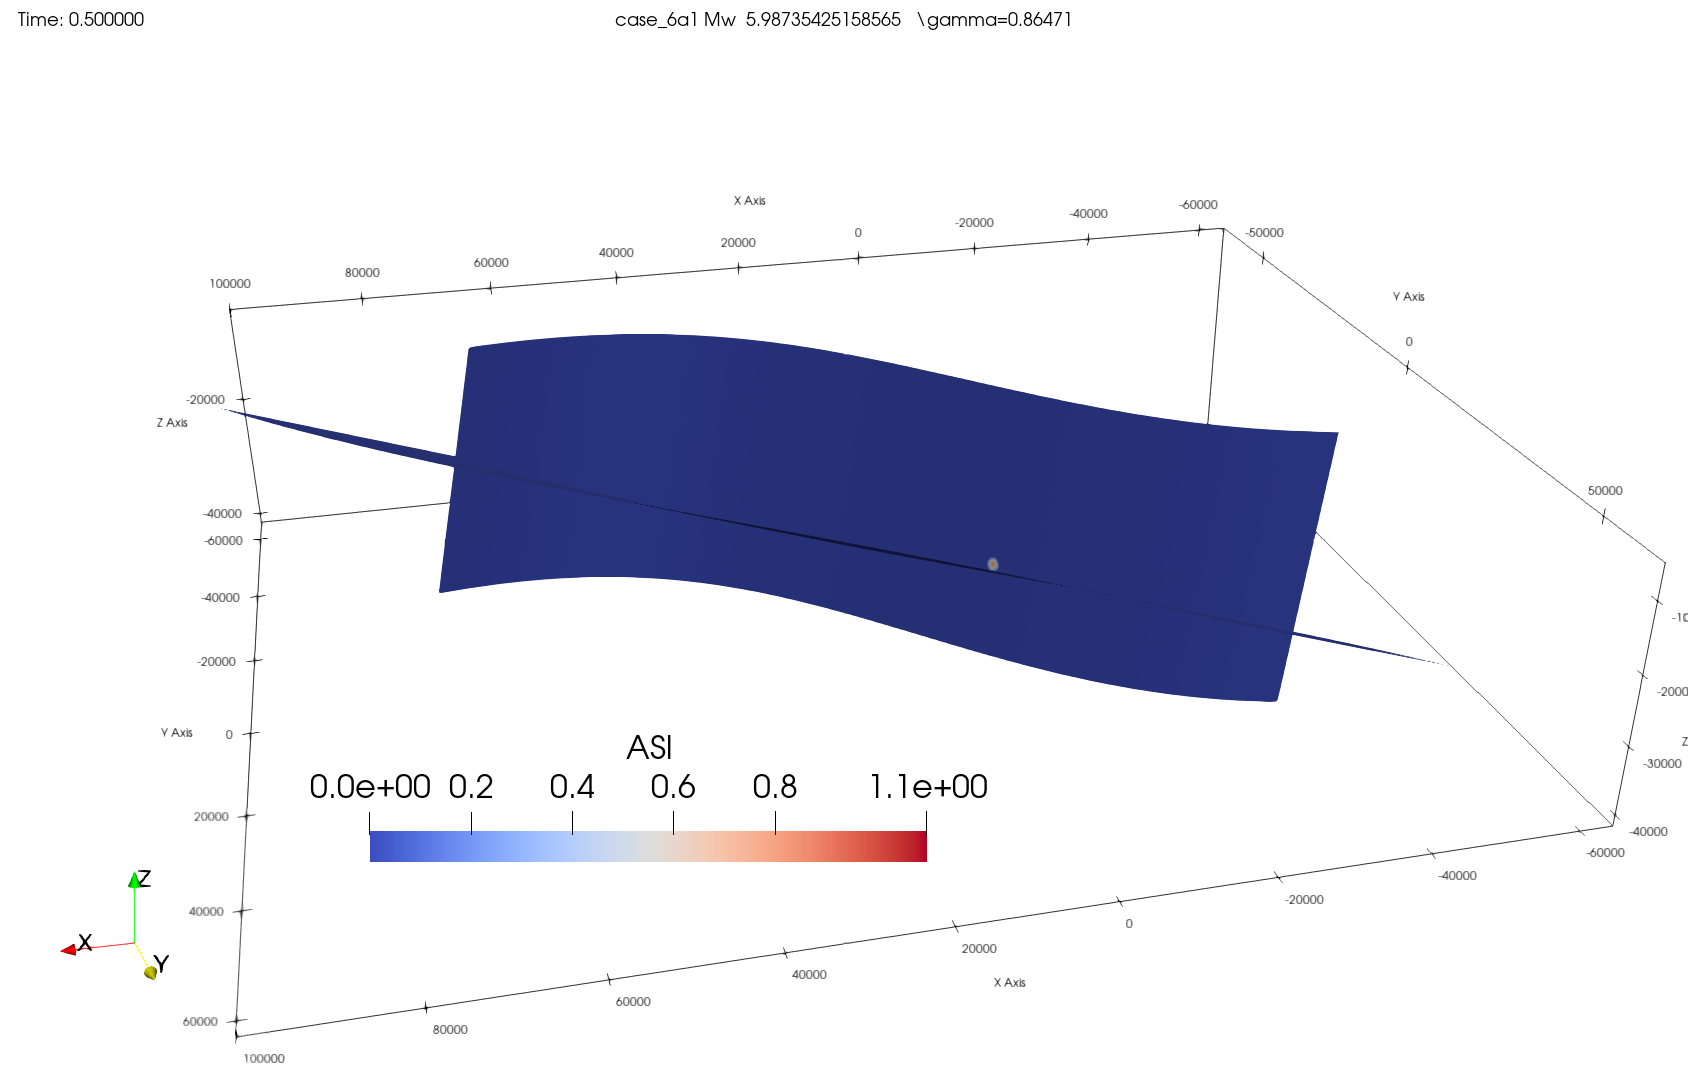 Time: 0.500000
case_6a1 Mw 5.98735425158565 \gamma=0.86471
X Axis
100000 80000 60000 40000 20000 0 -20000 -40000 -60000
-50000
Y Axis
0
50000
-20000
Z Axis
-40000
-60000
-40000
-20000
Y Axis 0
20000
40000
60000
-30000
-40000
ASI
0.0e+00 0.2 0.4 0.6 0.8 1.1e+00
100000 80000 60000 40000 20000 0 -20000 -40000 -60000
X Axis
Z
X
Y